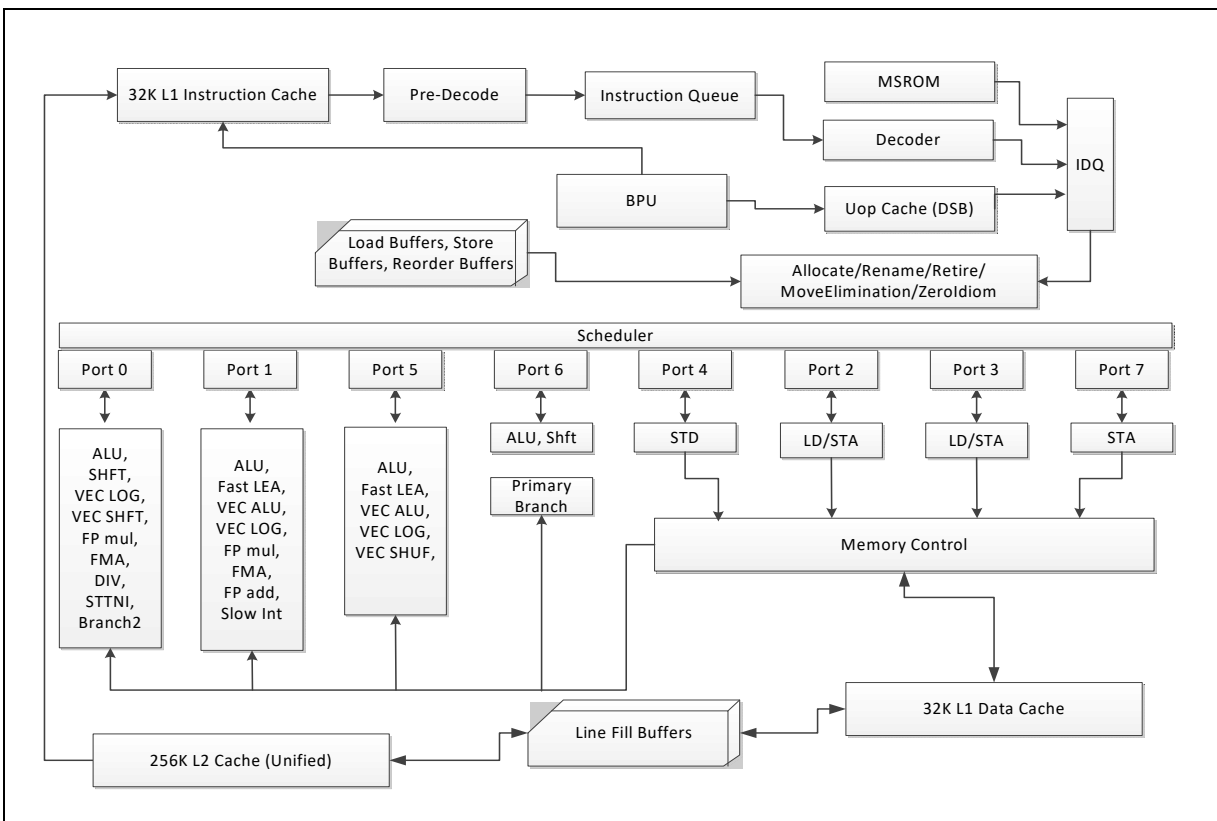 32K L1 Instruction Cache
Pre-Decode
Instruction Queue
MSROM
Decoder
IDQ
BPU
Uop Cache (DSB)
Load Buffers, Store
Buffers, Reorder Buffers
Allocate/Rename/Retire/
MoveElimination/ZeroIdiom
Scheduler
Port 0
Port 1
Port 5
Port 6
Port 4
Port 2
Port 3
Port 7
ALU,
SHFT,
VEC LOG,
VEC SHFT,
FP mul,
FMA,
DIV,
STTNI,
Branch2
ALU,
Fast LEA,
VEC ALU,
VEC LOG,
FP mul,
FMA,
FP add,
Slow Int
ALU,
Fast LEA,
VEC ALU,
VEC LOG,
VEC SHUF,
ALU, Shft
Primary
Branch
STD
LD/STA
LD/STA
STA
Memory Control
32K L1 Data Cache
Line Fill Buffers
256K L2 Cache (Unified)